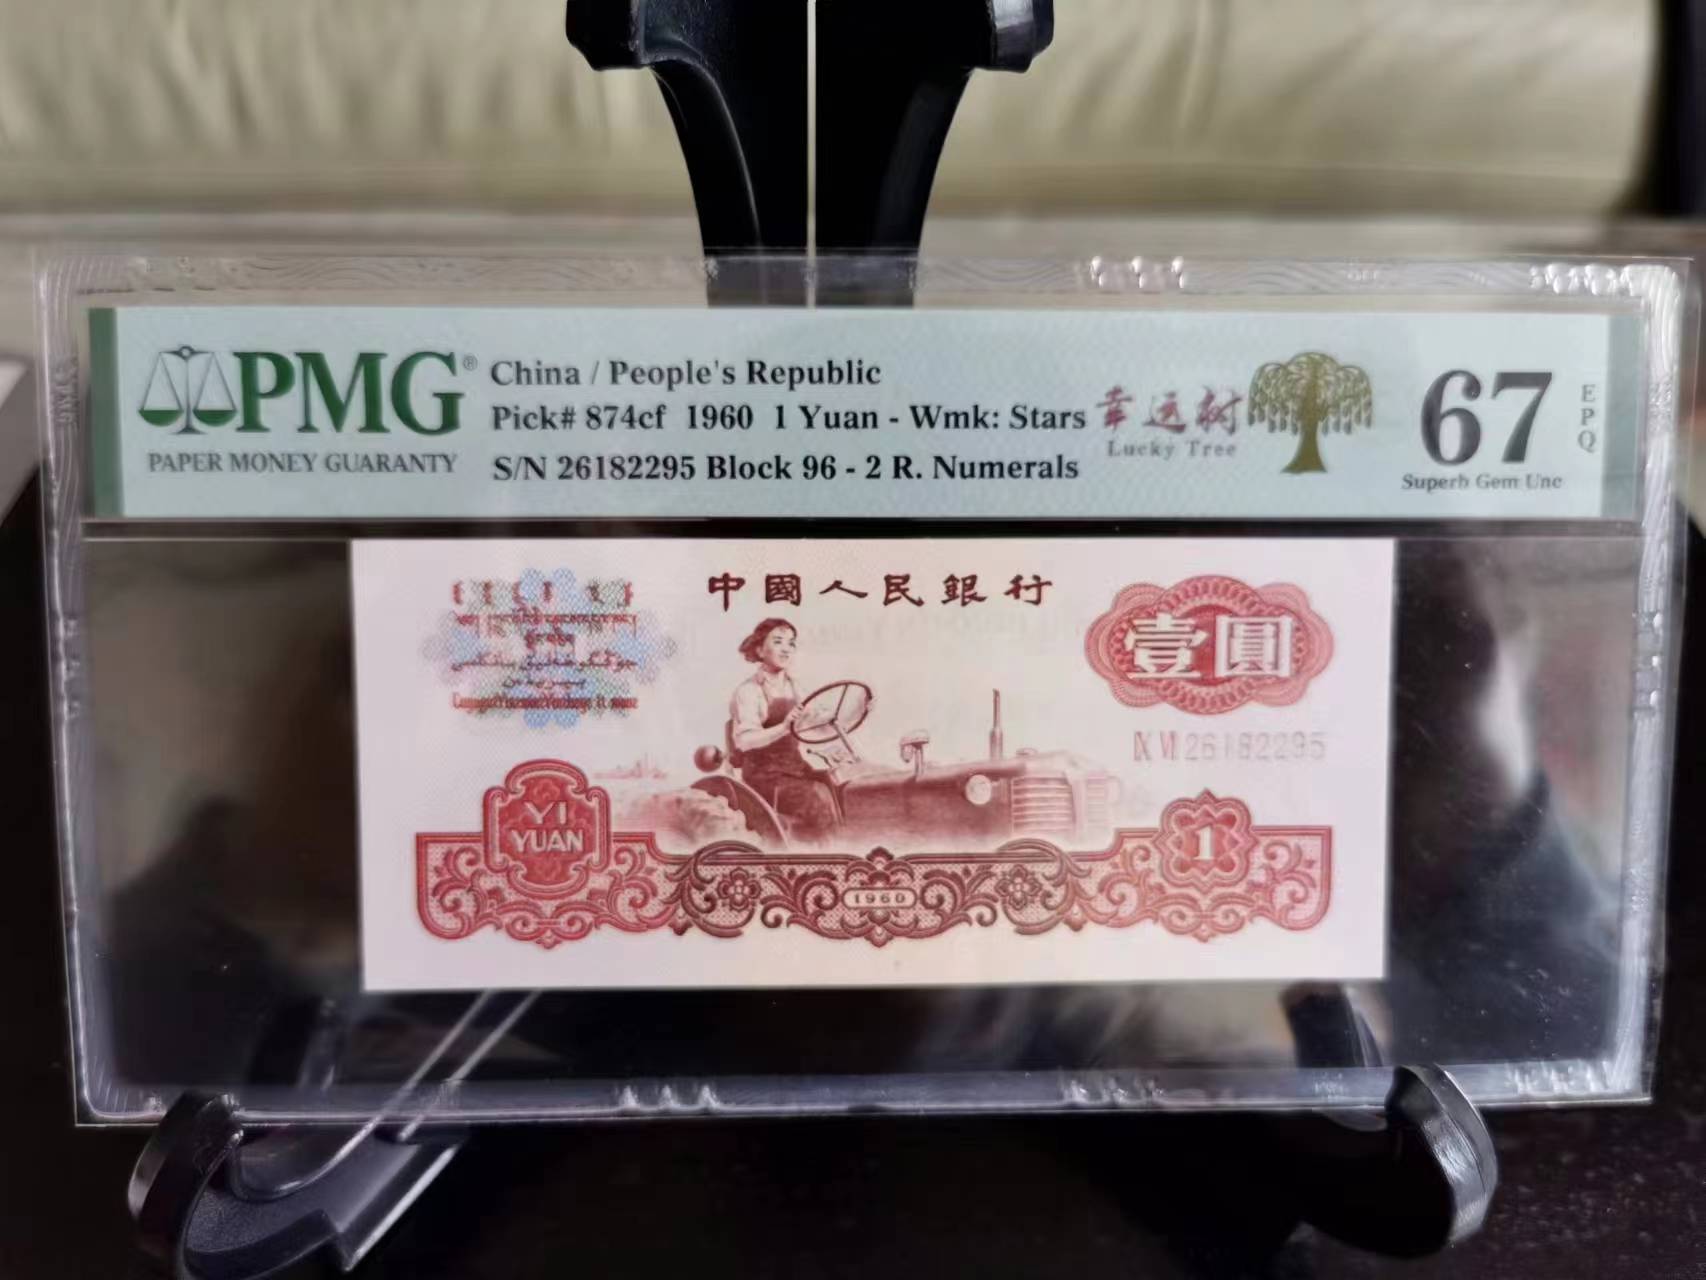 PMG®
PAPER MONEY GUARANTY
China / People's Republic
Pick# 874cf 1960 1 Yuan - Wmk: Stars
S/N 26182295 Block 96 - 2 R. Numerals
幸运树
Lucky Tree
67
EPQ
Superb Gem Unc
中國人民銀行
壹圓
IX VI 26182295
YI
YUAN
1960
1